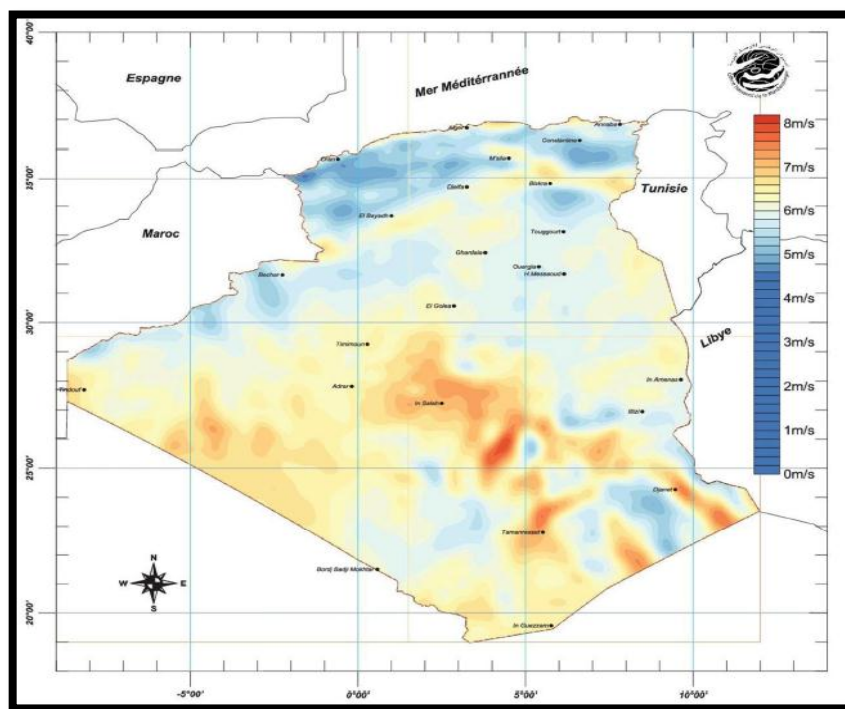 Espagne
Mer Méditérrannée
Maroc
Tunisie
Libye
Alger
Annaba
Constantine
Oran
M'sila
Djelfa
Biskra
El Bayadh
Touggourt
Ghardaia
Ouargla
H.Messaoud
Bechar
El Golea
Timimoun
Tindouf
Adrar
In Salah
In Amenas
Illizi
Djanet
Tamanrasset
Bordj Badji Mokhtar
In Guezzam
8m/s
7m/s
6m/s
5m/s
4m/s
3m/s
2m/s
1m/s
0m/s
N
W
E
S
40°00'
35°00'
30°00'
25°00'
20°00'
-5°00'
0°00'
5°00'
10°00'